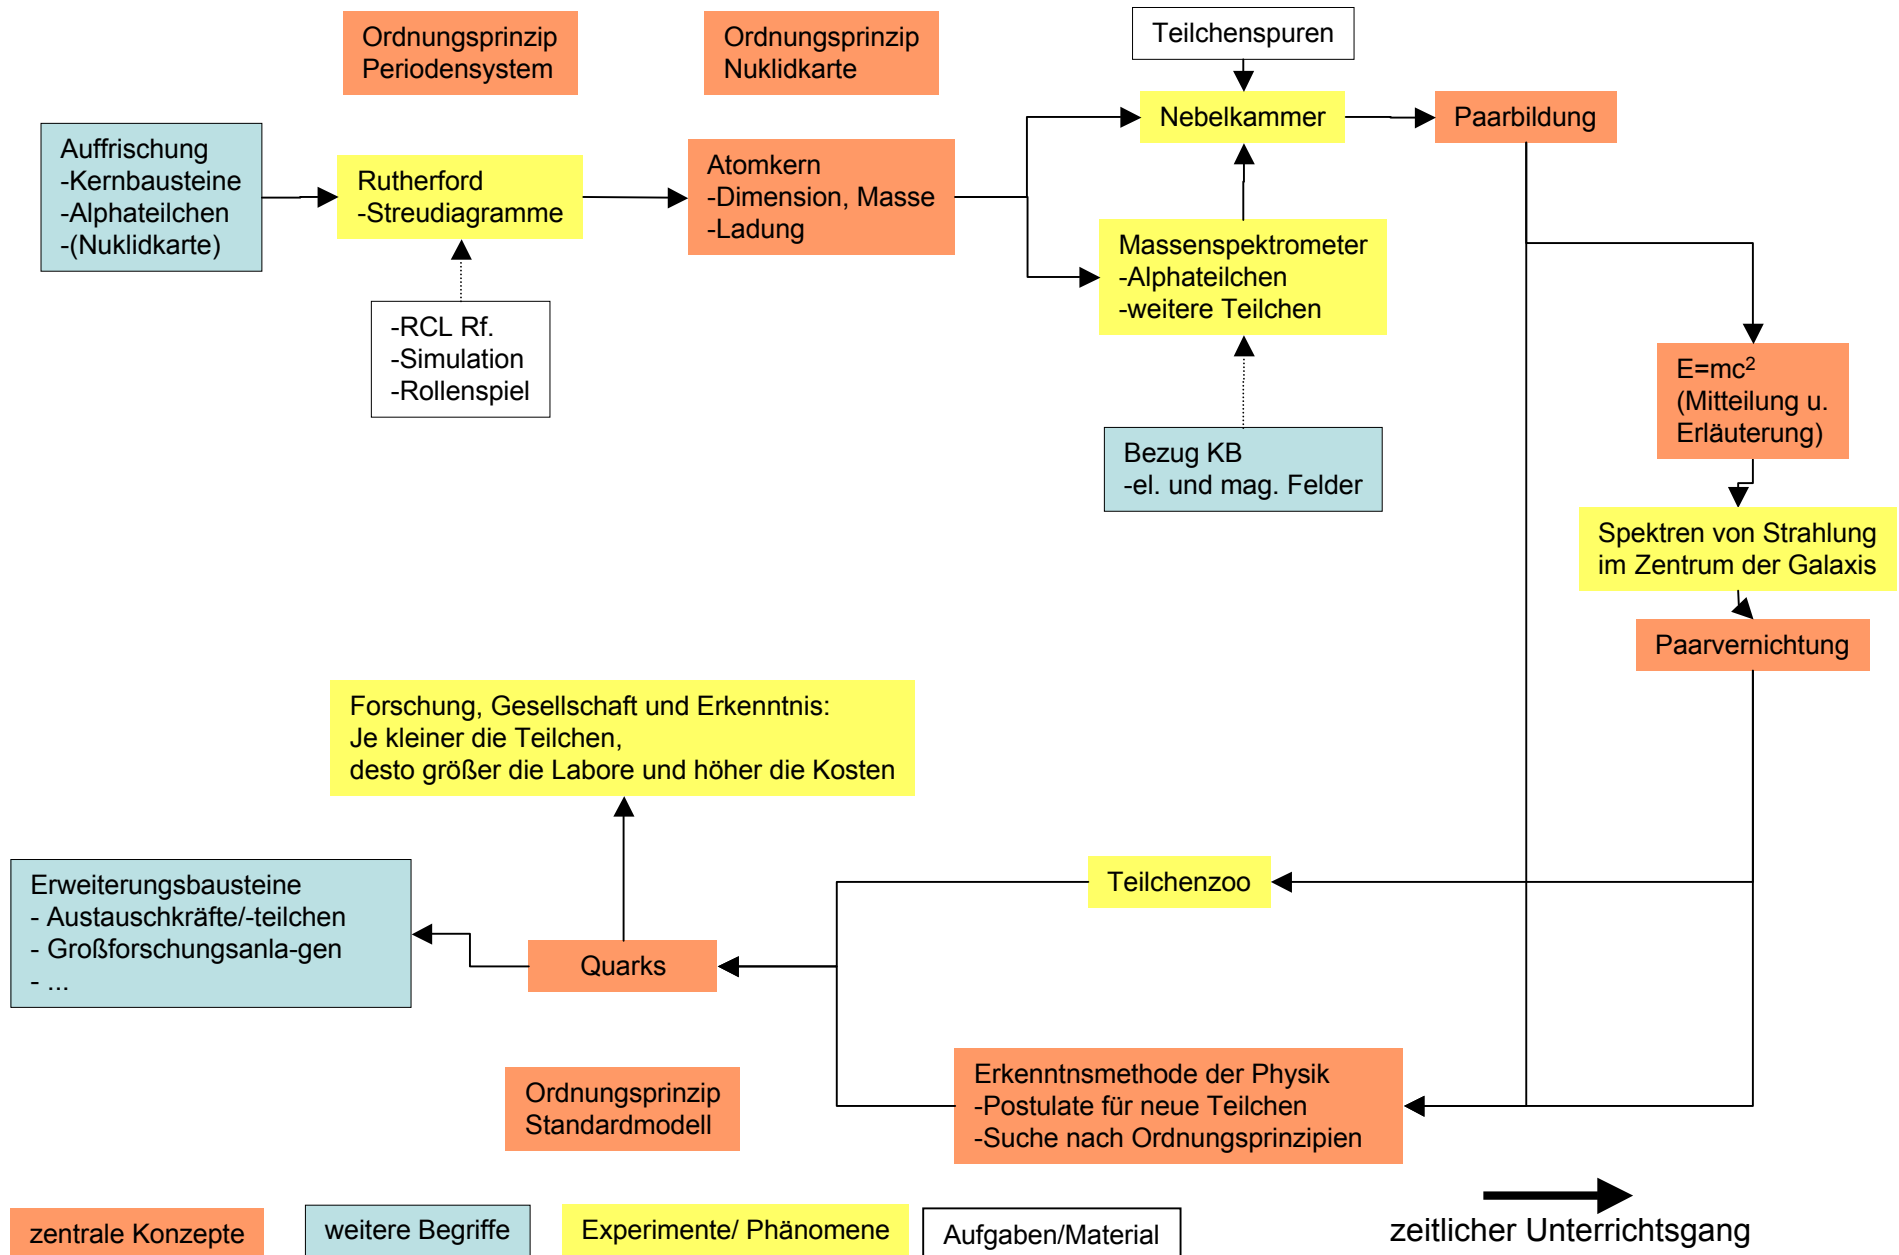 Ordnungsprinzip
Periodensystem
Ordnungsprinzip
Nuklidkarte
Teilchenspuren
Nebelkammer
Paarbildung
Auffrischung
-Kernbausteine
-Alphateilchen
-(Nuklidkarte)
Rutherford
-Streudiagramme
Atomkern
-Dimension, Masse
-Ladung
Massenspektrometer
-Alphateilchen
-weitere Teilchen
-RCL Rf.
-Simulation
-Rollenspiel
E=mc²
(Mitteilung u.
Erläuterung)
Bezug KB
-el. und mag. Felder
Spektren von Strahlung
im Zentrum der Galaxis
Paarvernichtung
Forschung, Gesellschaft und Erkenntnis:
Je kleiner die Teilchen,
desto größer die Labore und höher die Kosten
Teilchenzoo
Erweiterungsbausteine
- Austauschkräfte/-teilchen
- Großforschungsanla-gen
- ...
Quarks
Erkenntnsmethode der Physik
-Postulate für neue Teilchen
-Suche nach Ordnungsprinzipien
Ordnungsprinzip
Standardmodell
zentrale Konzepte
weitere Begriffe
Experimente/ Phänomene
Aufgaben/Material
zeitlicher Unterrichtsgang